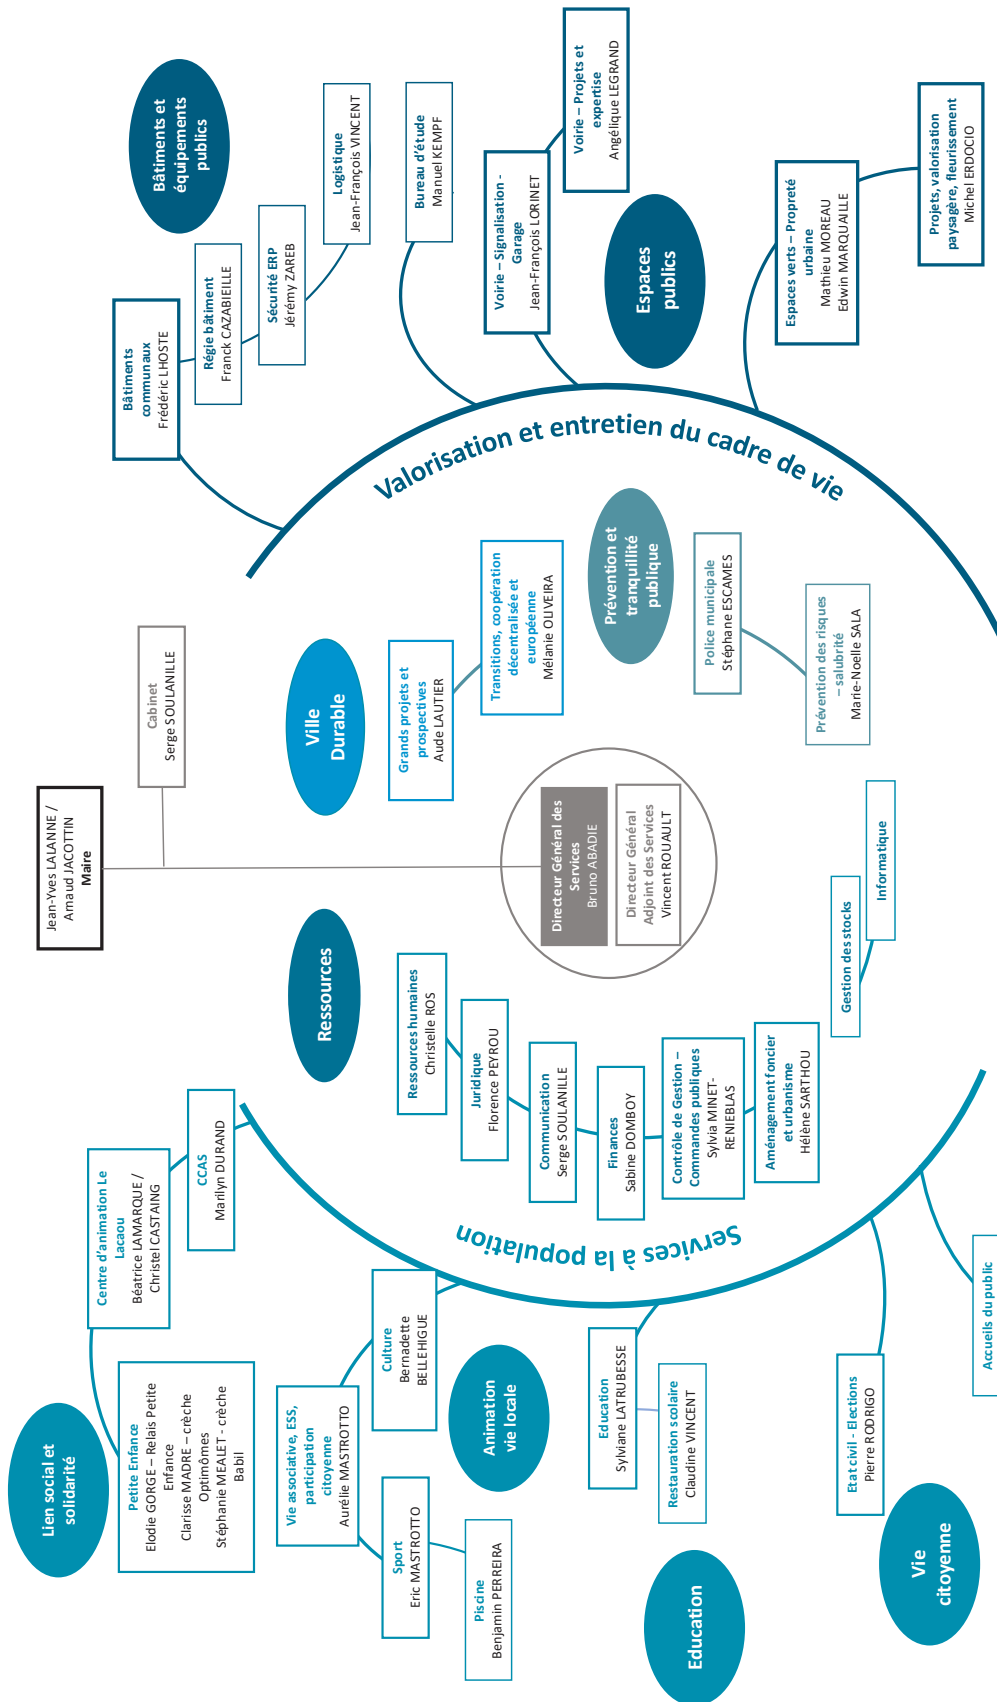 Jean-Yves LALANNE /
Arnaud JACOTTIN
Maire
Cabinet
Serge SOULANILLE
Directeur Général des
Services
Bruno ABADIE
Directeur Général
Adjoint des Services
Vincent ROUAULT
Lien social et
solidarité
Petite Enfance
Elodie GORGE – Relais Petite
Enfance
Clarisse MADRE – crèche
Optimômes
Stéphanie MEALET - crèche
Babil
Centre d'animation Le
Lacaou
Béatrice LAMARQUE /
Christel CASTAING
CCAS
Marilyn DURAND
Vie associative, ESS,
participation
citoyenne
Aurélie MASTROTTO
Culture
Bernadette
BELLEHIGUE
Sport
Eric MASTROTTO
Piscine
Benjamin PERREIRA
Animation
vie locale
Education
Sylviane LATRUBESSE
Restauration scolaire
Claudine VINCENT
Education
Etat civil - Elections
Pierre RODRIGO
Accueils du public
Vie
citoyenne
Services à la population
Ressources
Ressources humaines
Christelle ROS
Juridique
Florence PEYROU
Communication
Serge SOULANILLE
Finances
Sabine DOMBOY
Contrôle de Gestion –
Commandes publiques
Sylvia MINET-
RENIEBLAS
Aménagement foncier
et urbanisme
Hélène SARTHOU
Gestion des stocks
Informatique
Ville
Durable
Grands projets et
prospectives
Aude LAUTIER
Transitions, coopération
décentralisée et
européenne
Mélanie OLIVEIRA
Prévention et
tranquillité
publique
Police municipale
Stéphane ESCAMES
Prévention des risques
– salubrité
Marie-Noelle SALA
Valorisation et entretien du cadre de vie
Bâtiments
communaux
Frédéric LHOSTE
Régie bâtiment
Franck CAZABIEILLE
Sécurité ERP
Jérémy ZAREB
Logistique
Jean-François VINCENT
Bâtiments et
équipements
publics
Bureau d'étude
Manuel KEMPF
Voirie – Signalisation -
Garage
Jean-François LORINET
Voirie – Projets et
expertise
Angélique LEGRAND
Espaces
publics
Espaces verts – Propreté
urbaine
Mathieu MOREAU
Edwin MARQUAILLE
Projets, valorisation
paysagère, fleurissement
Michel ERDOCIO